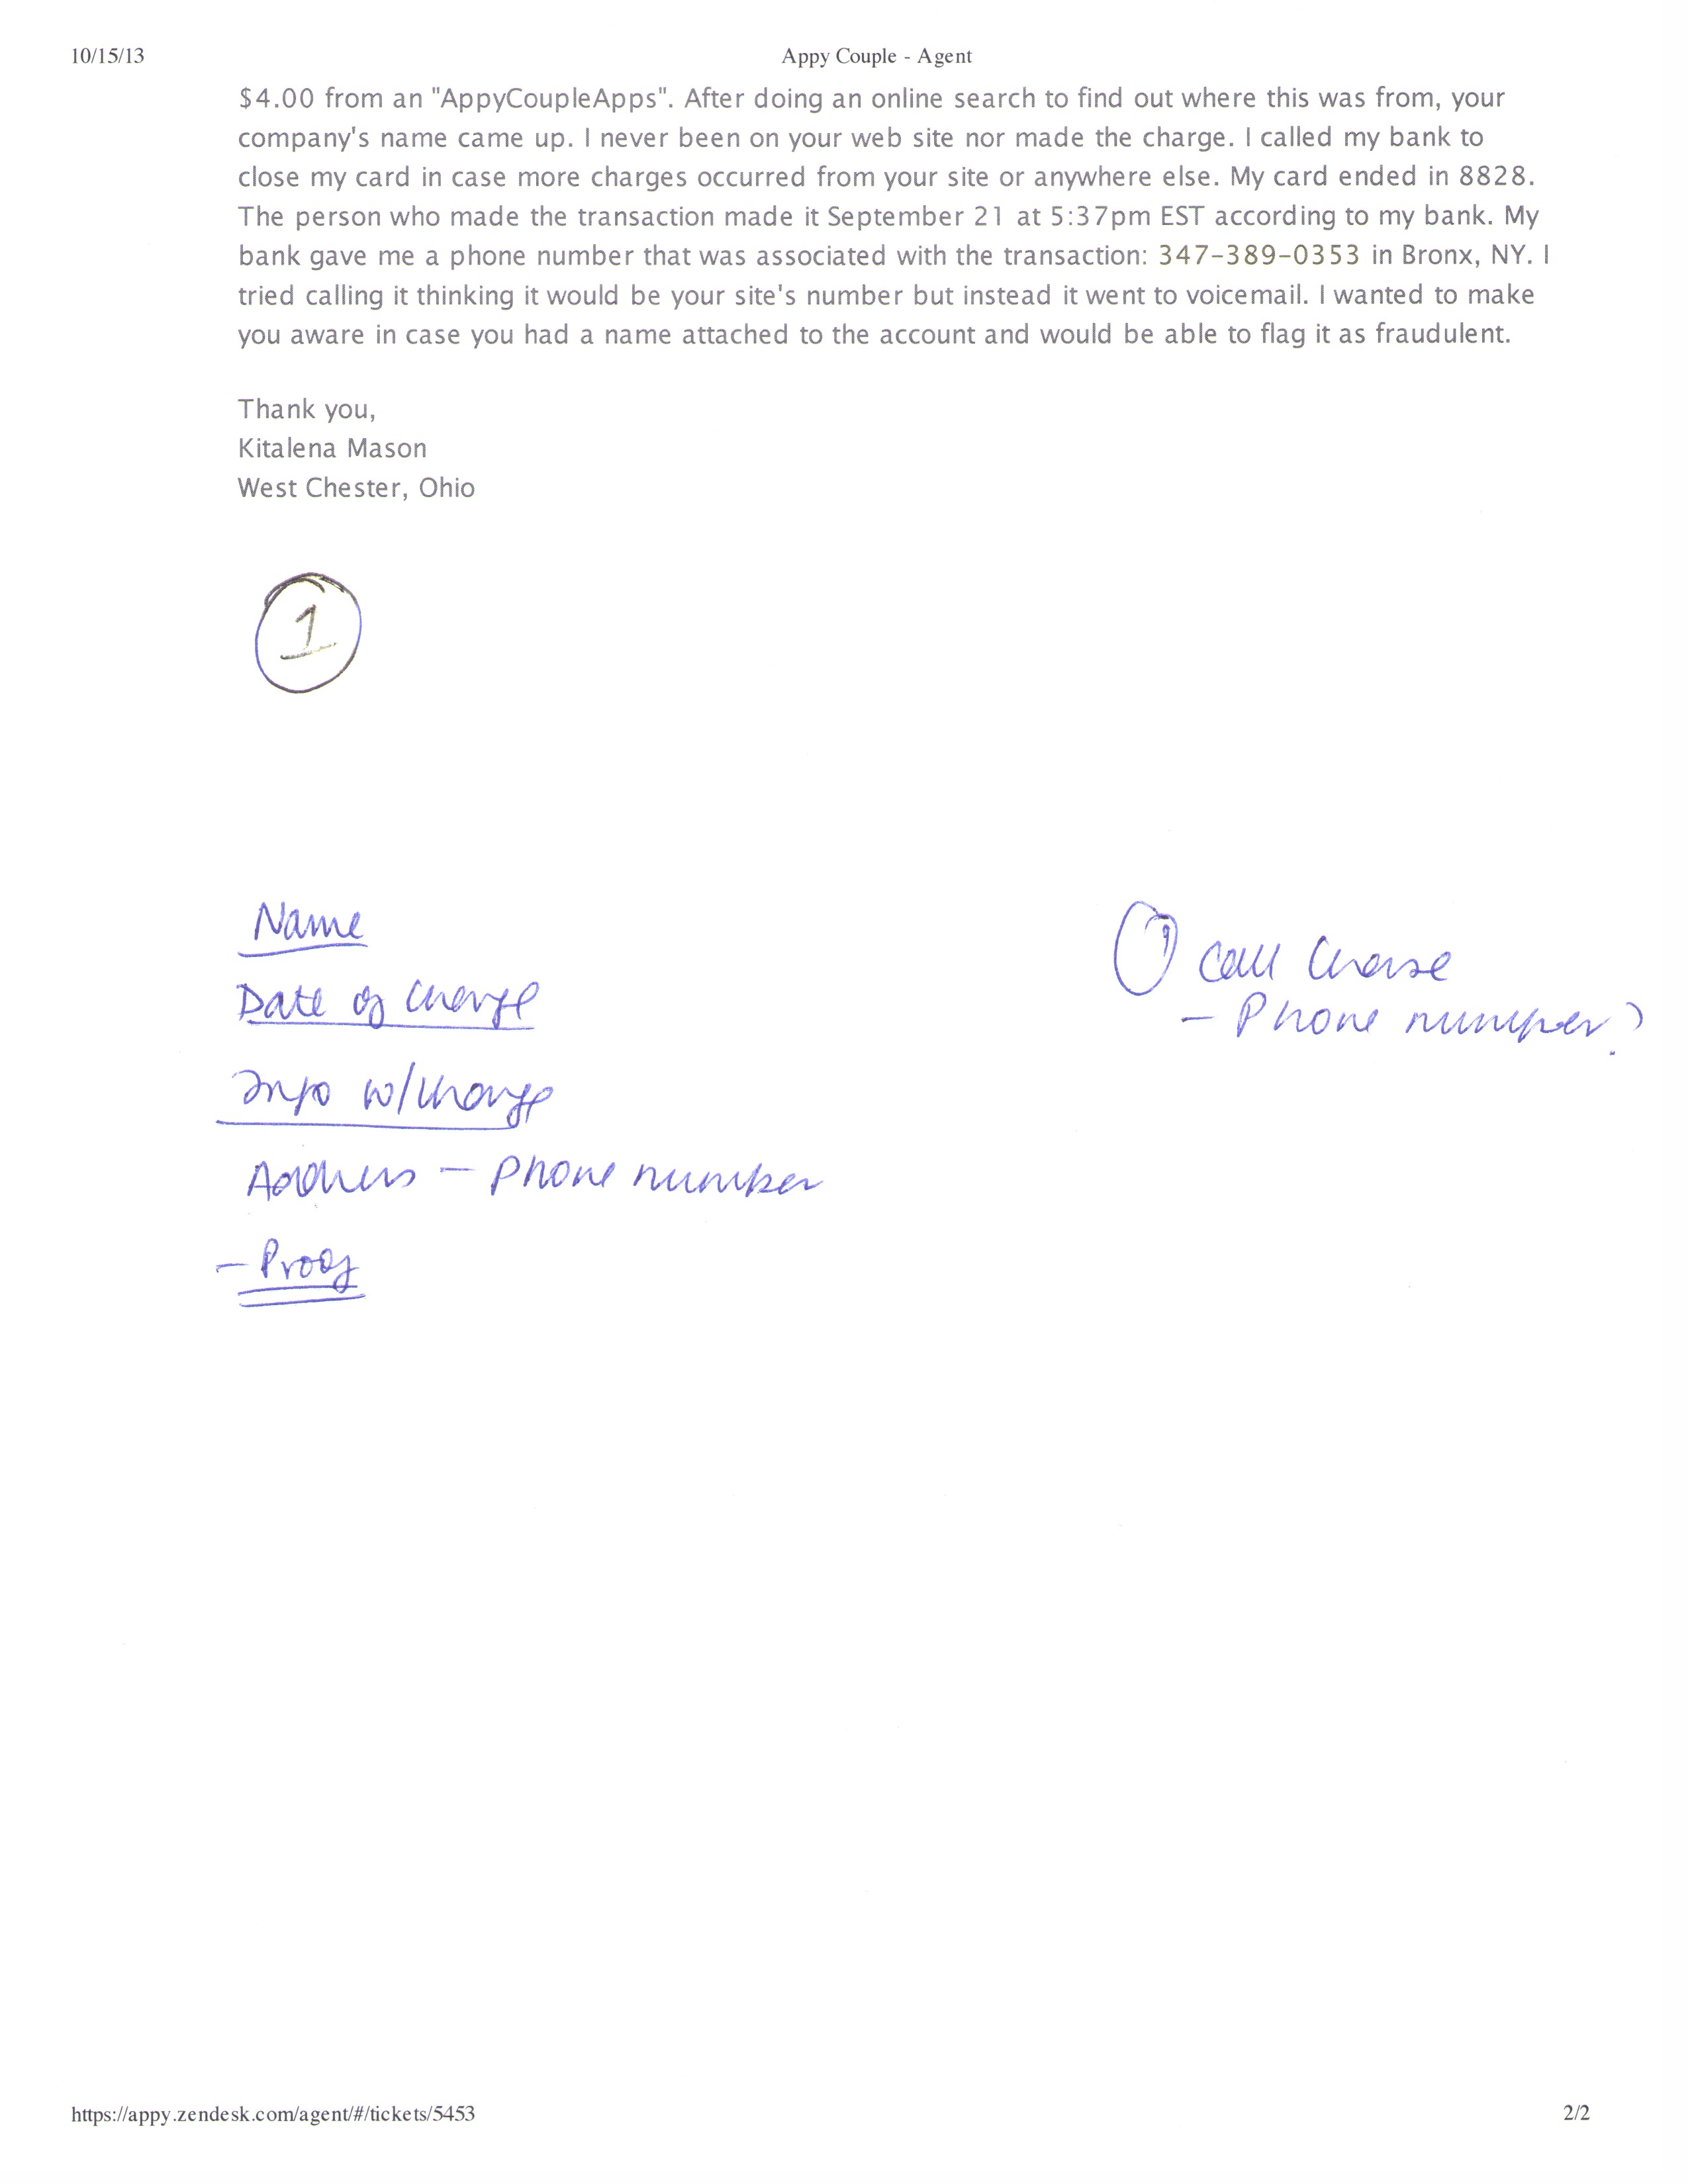 10/15/13
Appy Couple - Agent
$4.00 from an "AppyCoupleApps". After doing an online search to find out where this was from, your
company's name came up. I never been on your web site nor made the charge. I called my bank to
close my card in case more charges occurred from your site or anywhere else. My card ended in 8828.
The person who made the transaction made it September 21 at 5:37pm EST according to my bank. My
bank gave me a phone number that was associated with the transaction: 347-389-0353 in Bronx, NY. I
tried calling it thinking it would be your site's number but instead it went to voicemail. I wanted to make
you aware in case you had a name attached to the account and would be able to flag it as fraudulent.
Thank you,
Kitalena Mason
West Chester, Ohio
1
Name
Date of Charge
Info w/charge
Address - Phone number
- Proof
1 Call Chase
- Phone number?
https://appy.zendesk.com/agent/#/tickets/5453
2/2